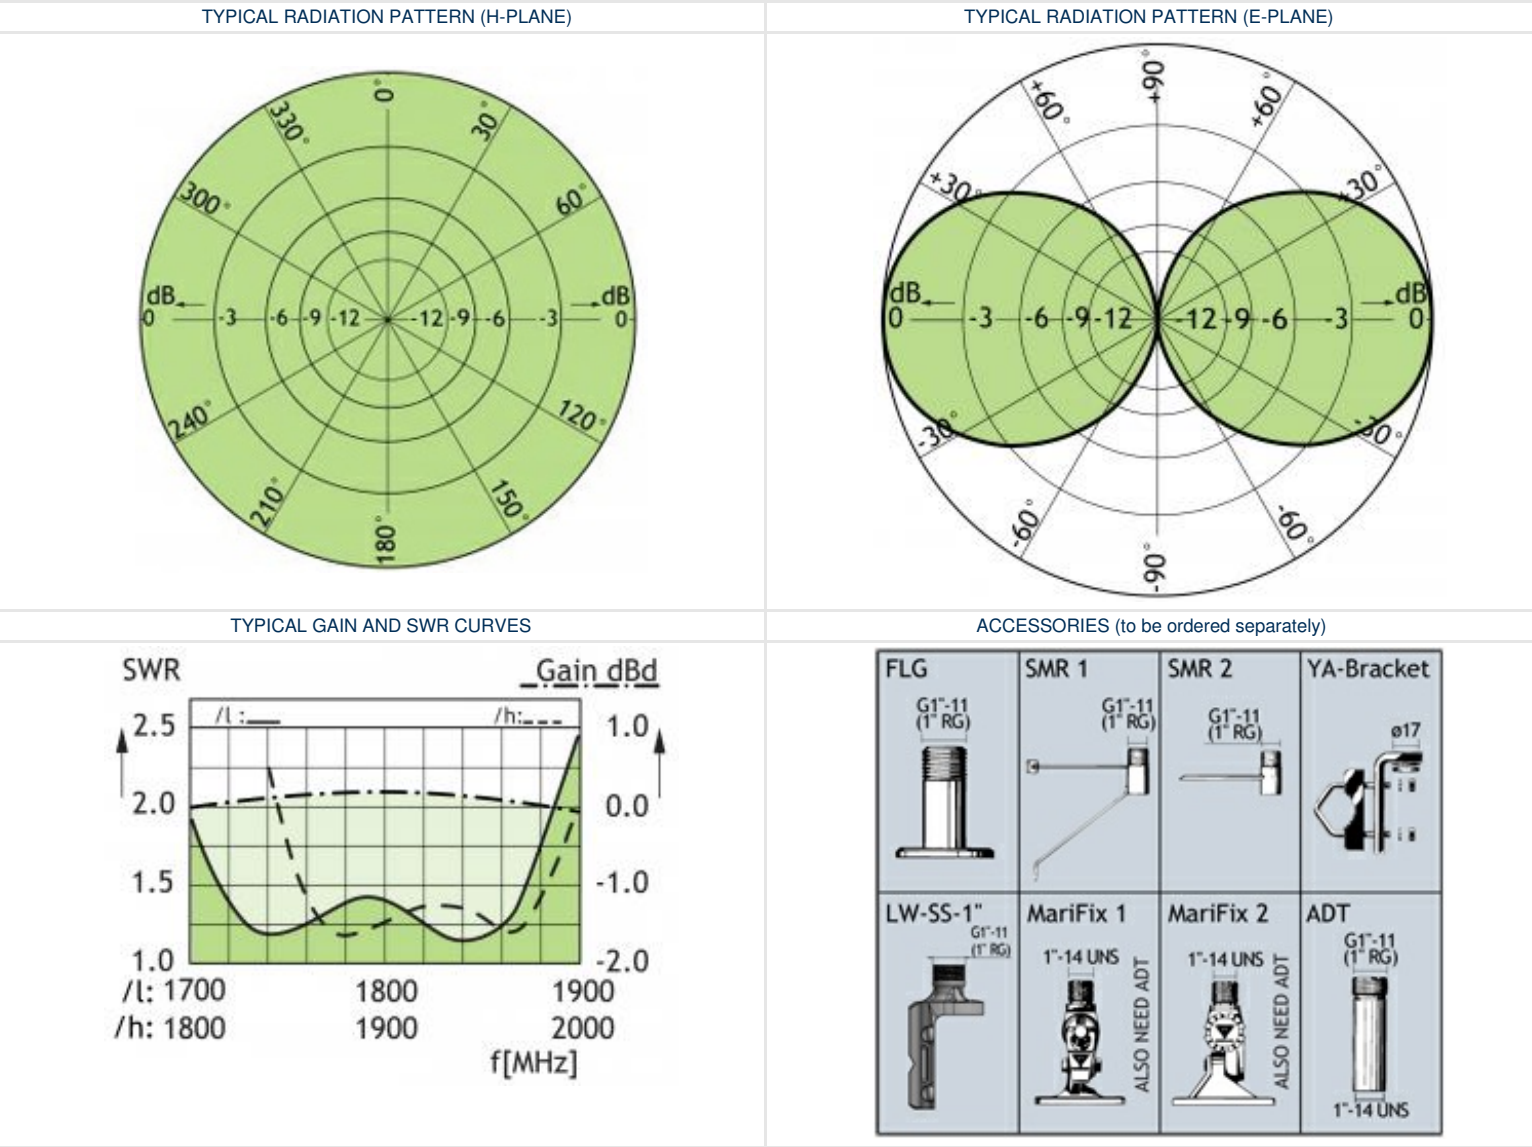 TYPICAL RADIATION PATTERN (H-PLANE)
0°
330°
30°
300°
60°
dB
dB
0 -3 -6 -9 -12 -12 -9 -6 -3 0
240°
120°
210°
150°
180°
TYPICAL RADIATION PATTERN (E-PLANE)
+90°
+60°
+60°
+30°
+30°
dB
dB
0 -3 -6 -9 -12 -12 -9 -6 -3 0
-30°
-30°
-60°
-60°
-90°
TYPICAL GAIN AND SWR CURVES
SWR
Gain dBd
/l :
/h:
2.5
1.0
2.0
0.0
1.5
-1.0
1.0
-2.0
/l: 1700 1800 1900
/h: 1800 1900 2000
f[MHz]
ACCESSORIES (to be ordered separately)
FLG
G1"-11
(1" RG)
SMR 1
G1"-11
(1" RG)
SMR 2
G1"-11
(1" RG)
YA-Bracket
ø17
LW-SS-1"
G1"-11
(1" RG)
MariFix 1
1"-14 UNS
ALSO NEED ADT
MariFix 2
1"-14 UNS
ALSO NEED ADT
ADT
G1"-11
(1" RG)
1"-14 UNS